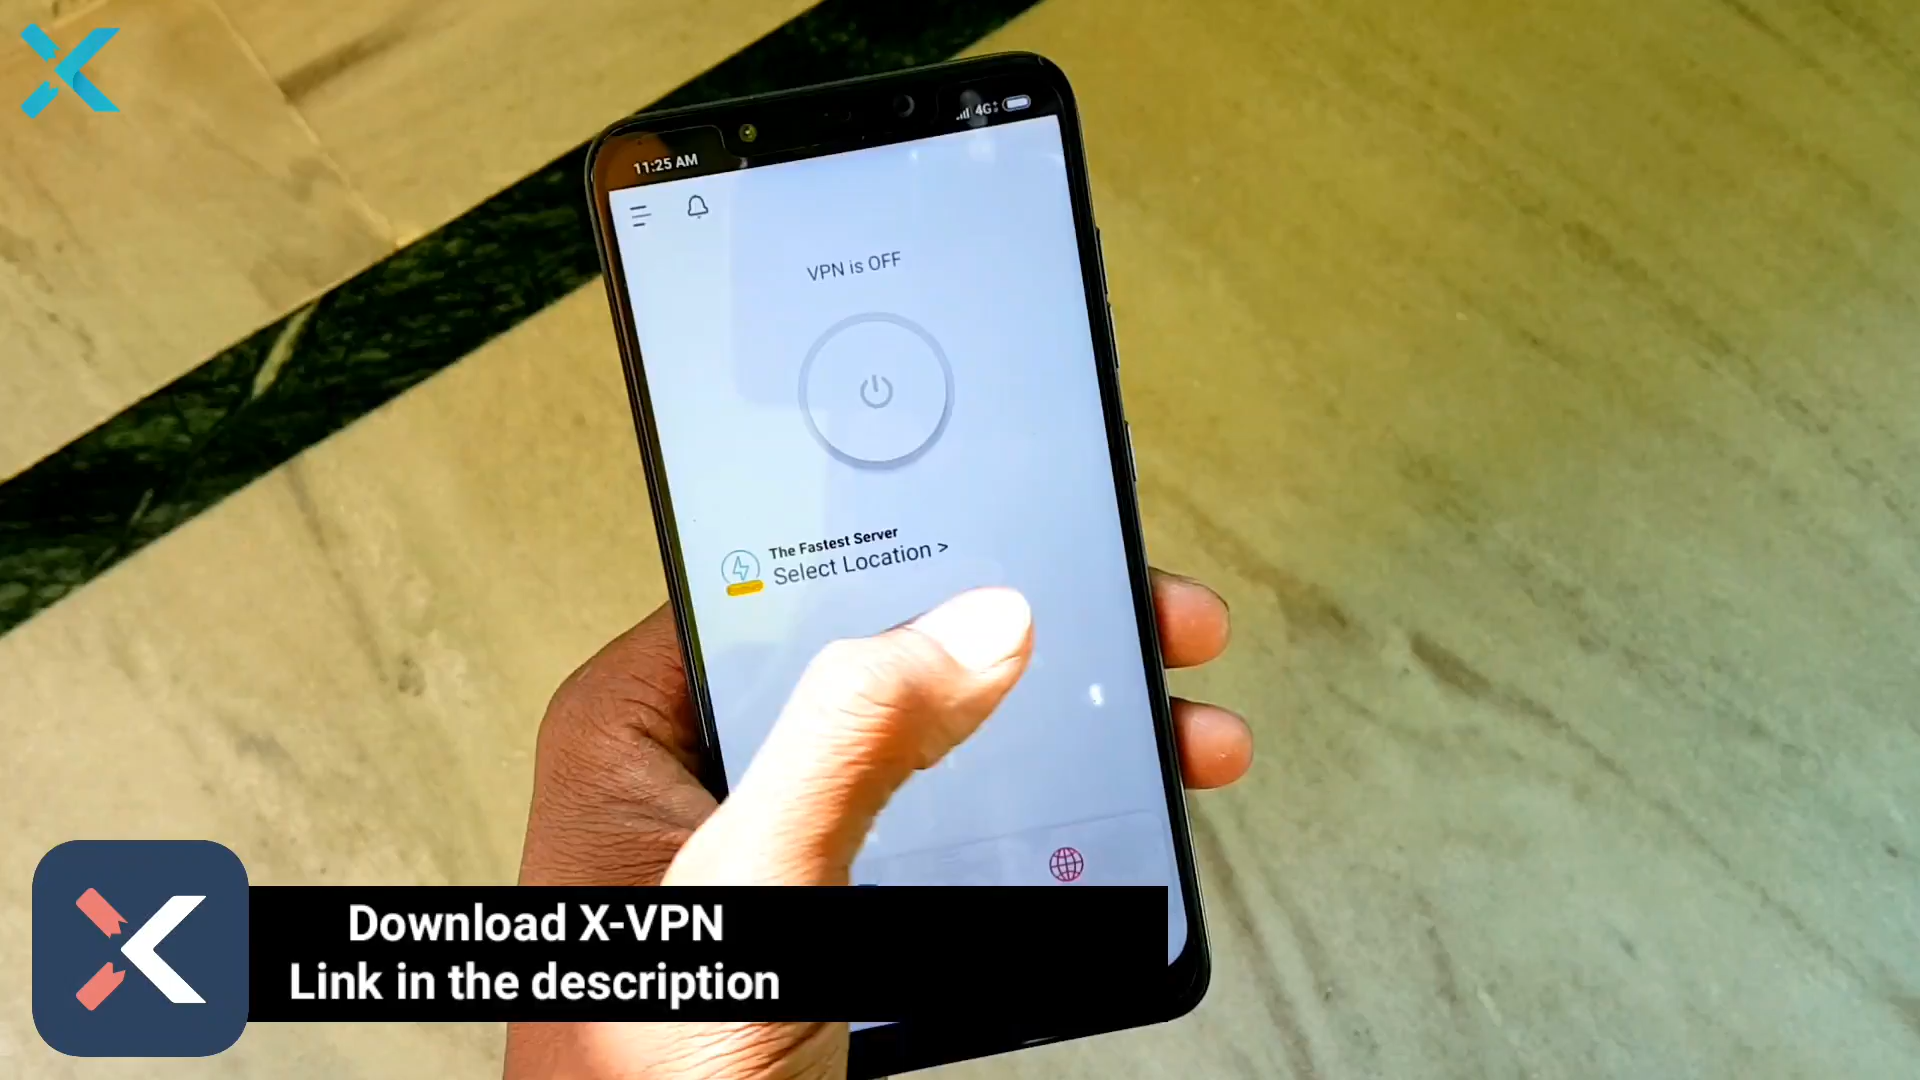 11:25 AM
4G
VPN is OFF
The Fastest Server
Select Location >
Download X-VPN
Link in the description